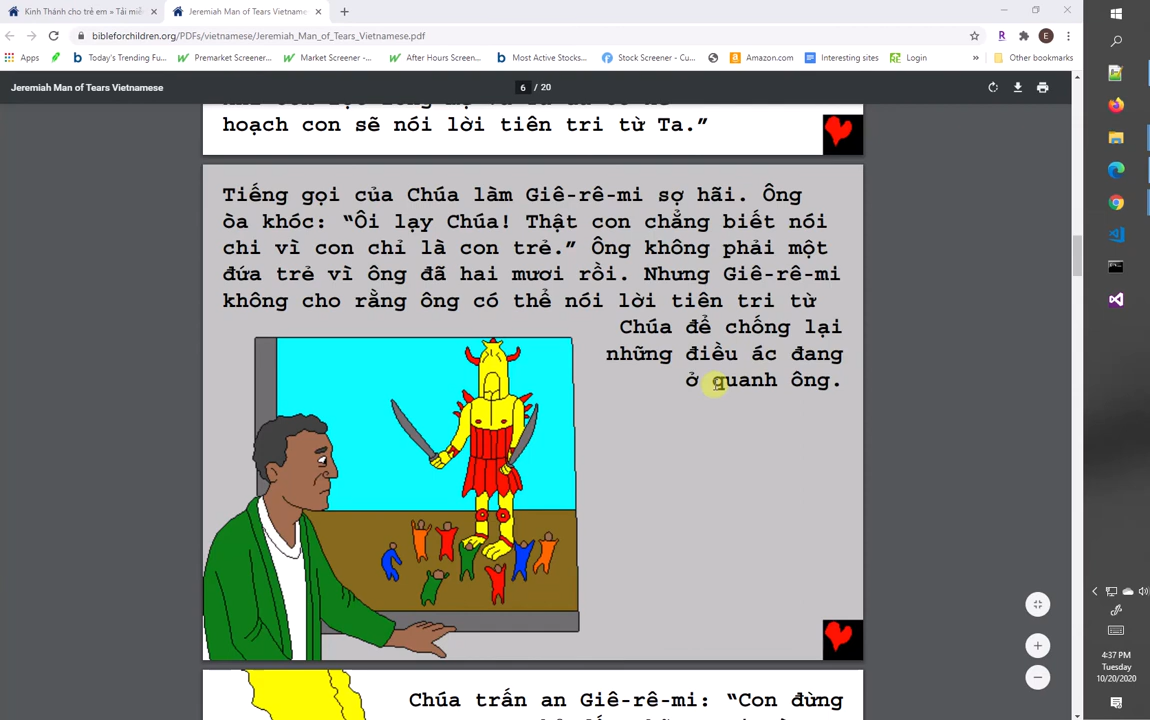 Kinh Thánh cho trẻ em » Tải miễ
Jeremiah Man of Tears Vietname
bibleforchildren.org/PDFs/vietnamese/Jeremiah_Man_of_Tears_Vietnamese.pdf
R
E
Apps
Today's Trending Fu...
Premarket Screener...
Market Screener -...
After Hours Screen...
Most Active Stocks...
Stock Screener - Cu...
Amazon.com
Interesting sites
Login
»
Other bookmarks
Jeremiah Man of Tears Vietnamese
6 / 20
hoạch con sẽ nói lời tiên tri từ Ta.”
Tiếng gọi của Chúa làm Giê-rê-mi sợ hãi. Ông
òa khóc: “Ôi lạy Chúa! Thật con chẳng biết nói
chi vì con chỉ là con trẻ.” Ông không phải một
đứa trẻ vì ông đã hai mươi rồi. Nhưng Giê-rê-mi
không cho rằng ông có thể nói lời tiên tri từ
Chúa để chống lại
những điều ác đang
ở quanh ông.
Chúa trấn an Giê-rê-mi: “Con đừng
4:37 PM
Tuesday
10/20/2020